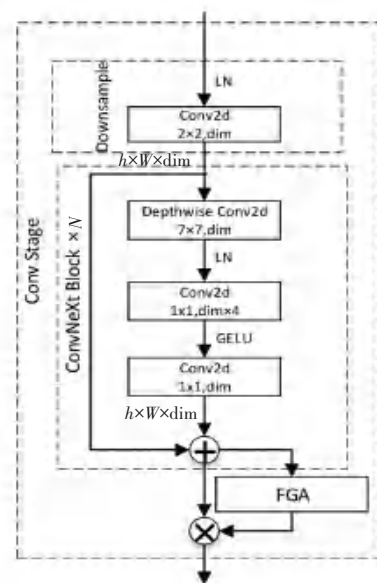 Conv Stage
Downsample
LN
Conv2d
2×2,dim
h×W×dim
ConvNeXt Block ×N
Depthwise Conv2d
7×7,dim
LN
Conv2d
1x1,dim×4
GELU
Conv2d
1x1,dim
h×W×dim
FGA